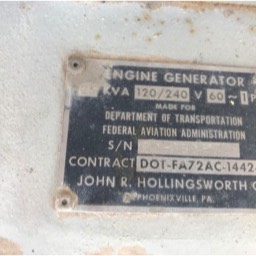 ENGINE GENERATOR
KVA 120/240 V 60~1P
MADE FOR
DEPARTMENT OF TRANSPORTATION
FEDERAL AVIATION ADMINISTRATION
S/N
CONTRACT DOT-FA72AC-1442-
JOHN R. HOLLINGSWORTH C
PHOENIXVILLE, PA.